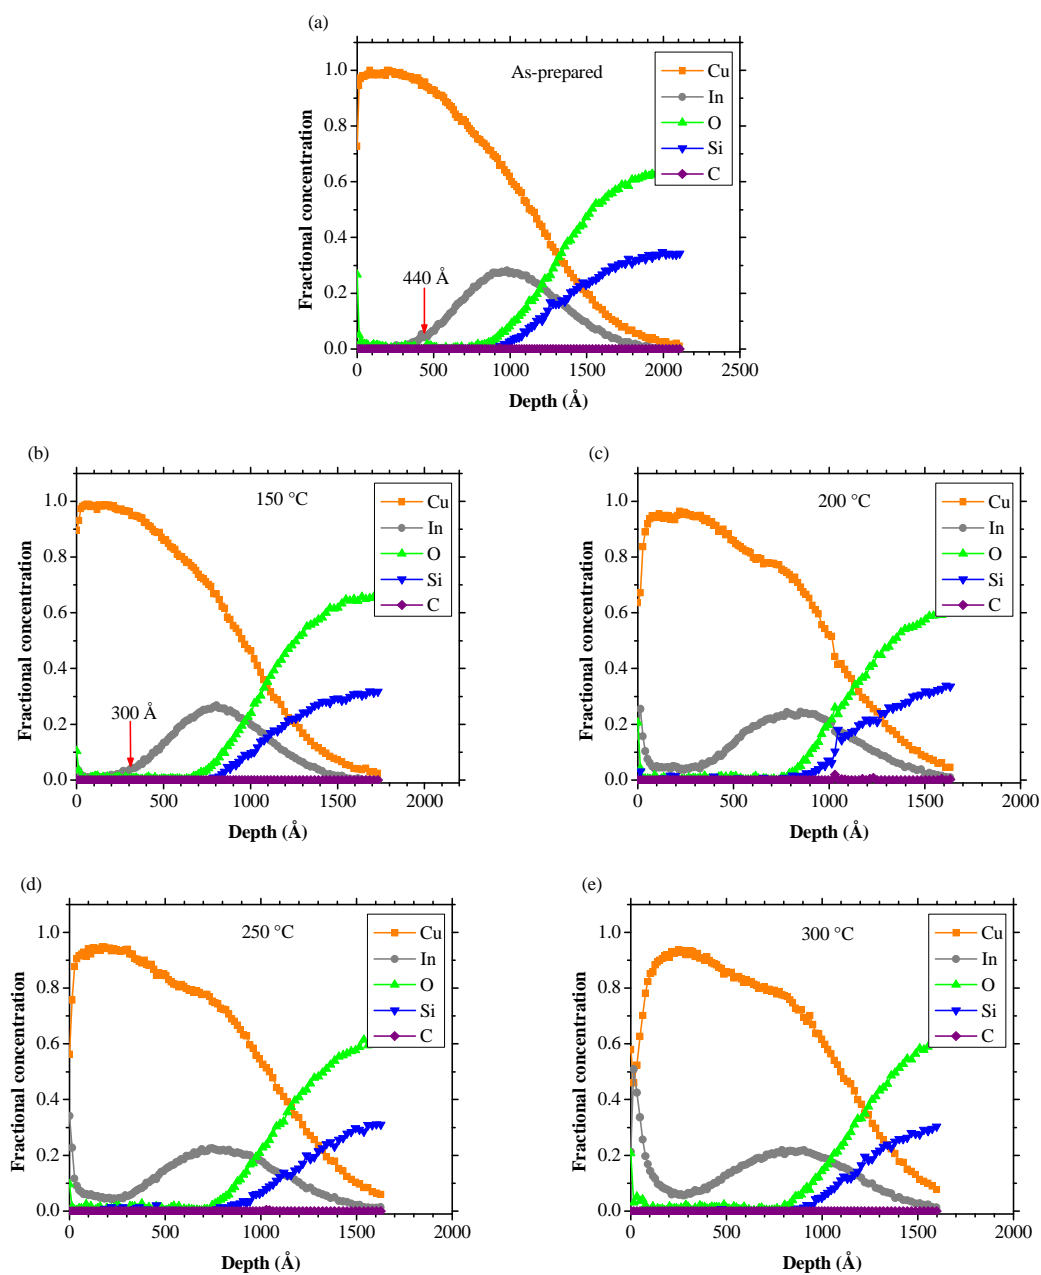 (a)
As-prepared
Cu
In
O
Si
C
440 Å
Fractional concentration
1.0
0.8
0.6
0.4
0.2
0.0
0
500
1000
1500
2000
2500
Depth (Å)
(b)
150 °C
Cu
In
O
Si
C
300 Å
Fractional concentration
1.0
0.8
0.6
0.4
0.2
0.0
0
500
1000
1500
2000
Depth (Å)
(c)
200 °C
Cu
In
O
Si
C
Fractional concentration
1.0
0.8
0.6
0.4
0.2
0.0
0
500
1000
1500
2000
Depth (Å)
(d)
250 °C
Cu
In
O
Si
C
Fractional concentration
1.0
0.8
0.6
0.4
0.2
0.0
0
500
1000
1500
2000
Depth (Å)
(e)
300 °C
Cu
In
O
Si
C
Fractional concentration
1.0
0.8
0.6
0.4
0.2
0.0
0
500
1000
1500
2000
Depth (Å)